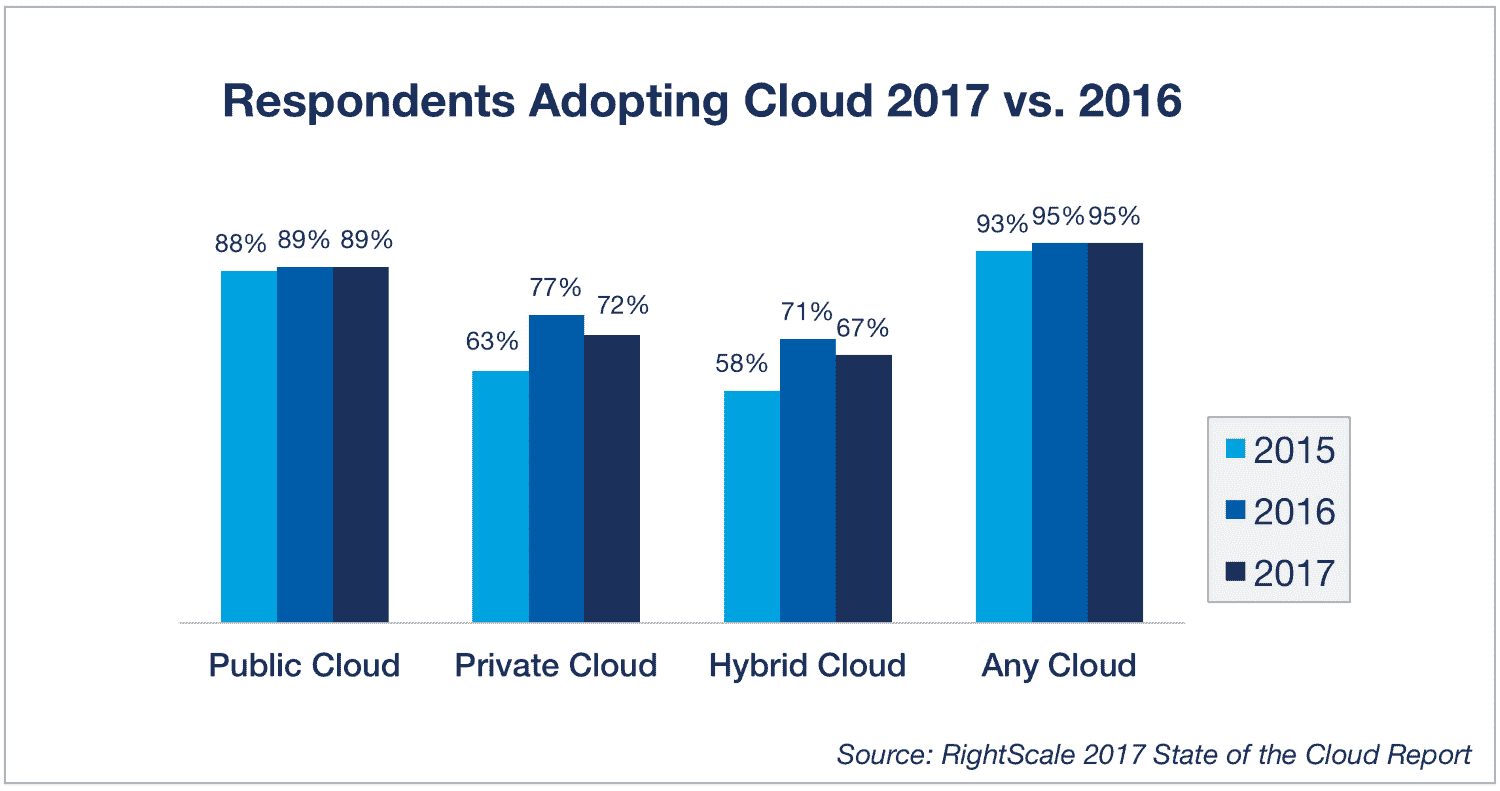 Respondents Adopting Cloud 2017 vs. 2016
88% 89% 89%
77%
72%
63%
71%
67%
58%
93% 95% 95%
2015
2016
2017
Public Cloud Private Cloud Hybrid Cloud Any Cloud
Source: RightScale 2017 State of the Cloud Report